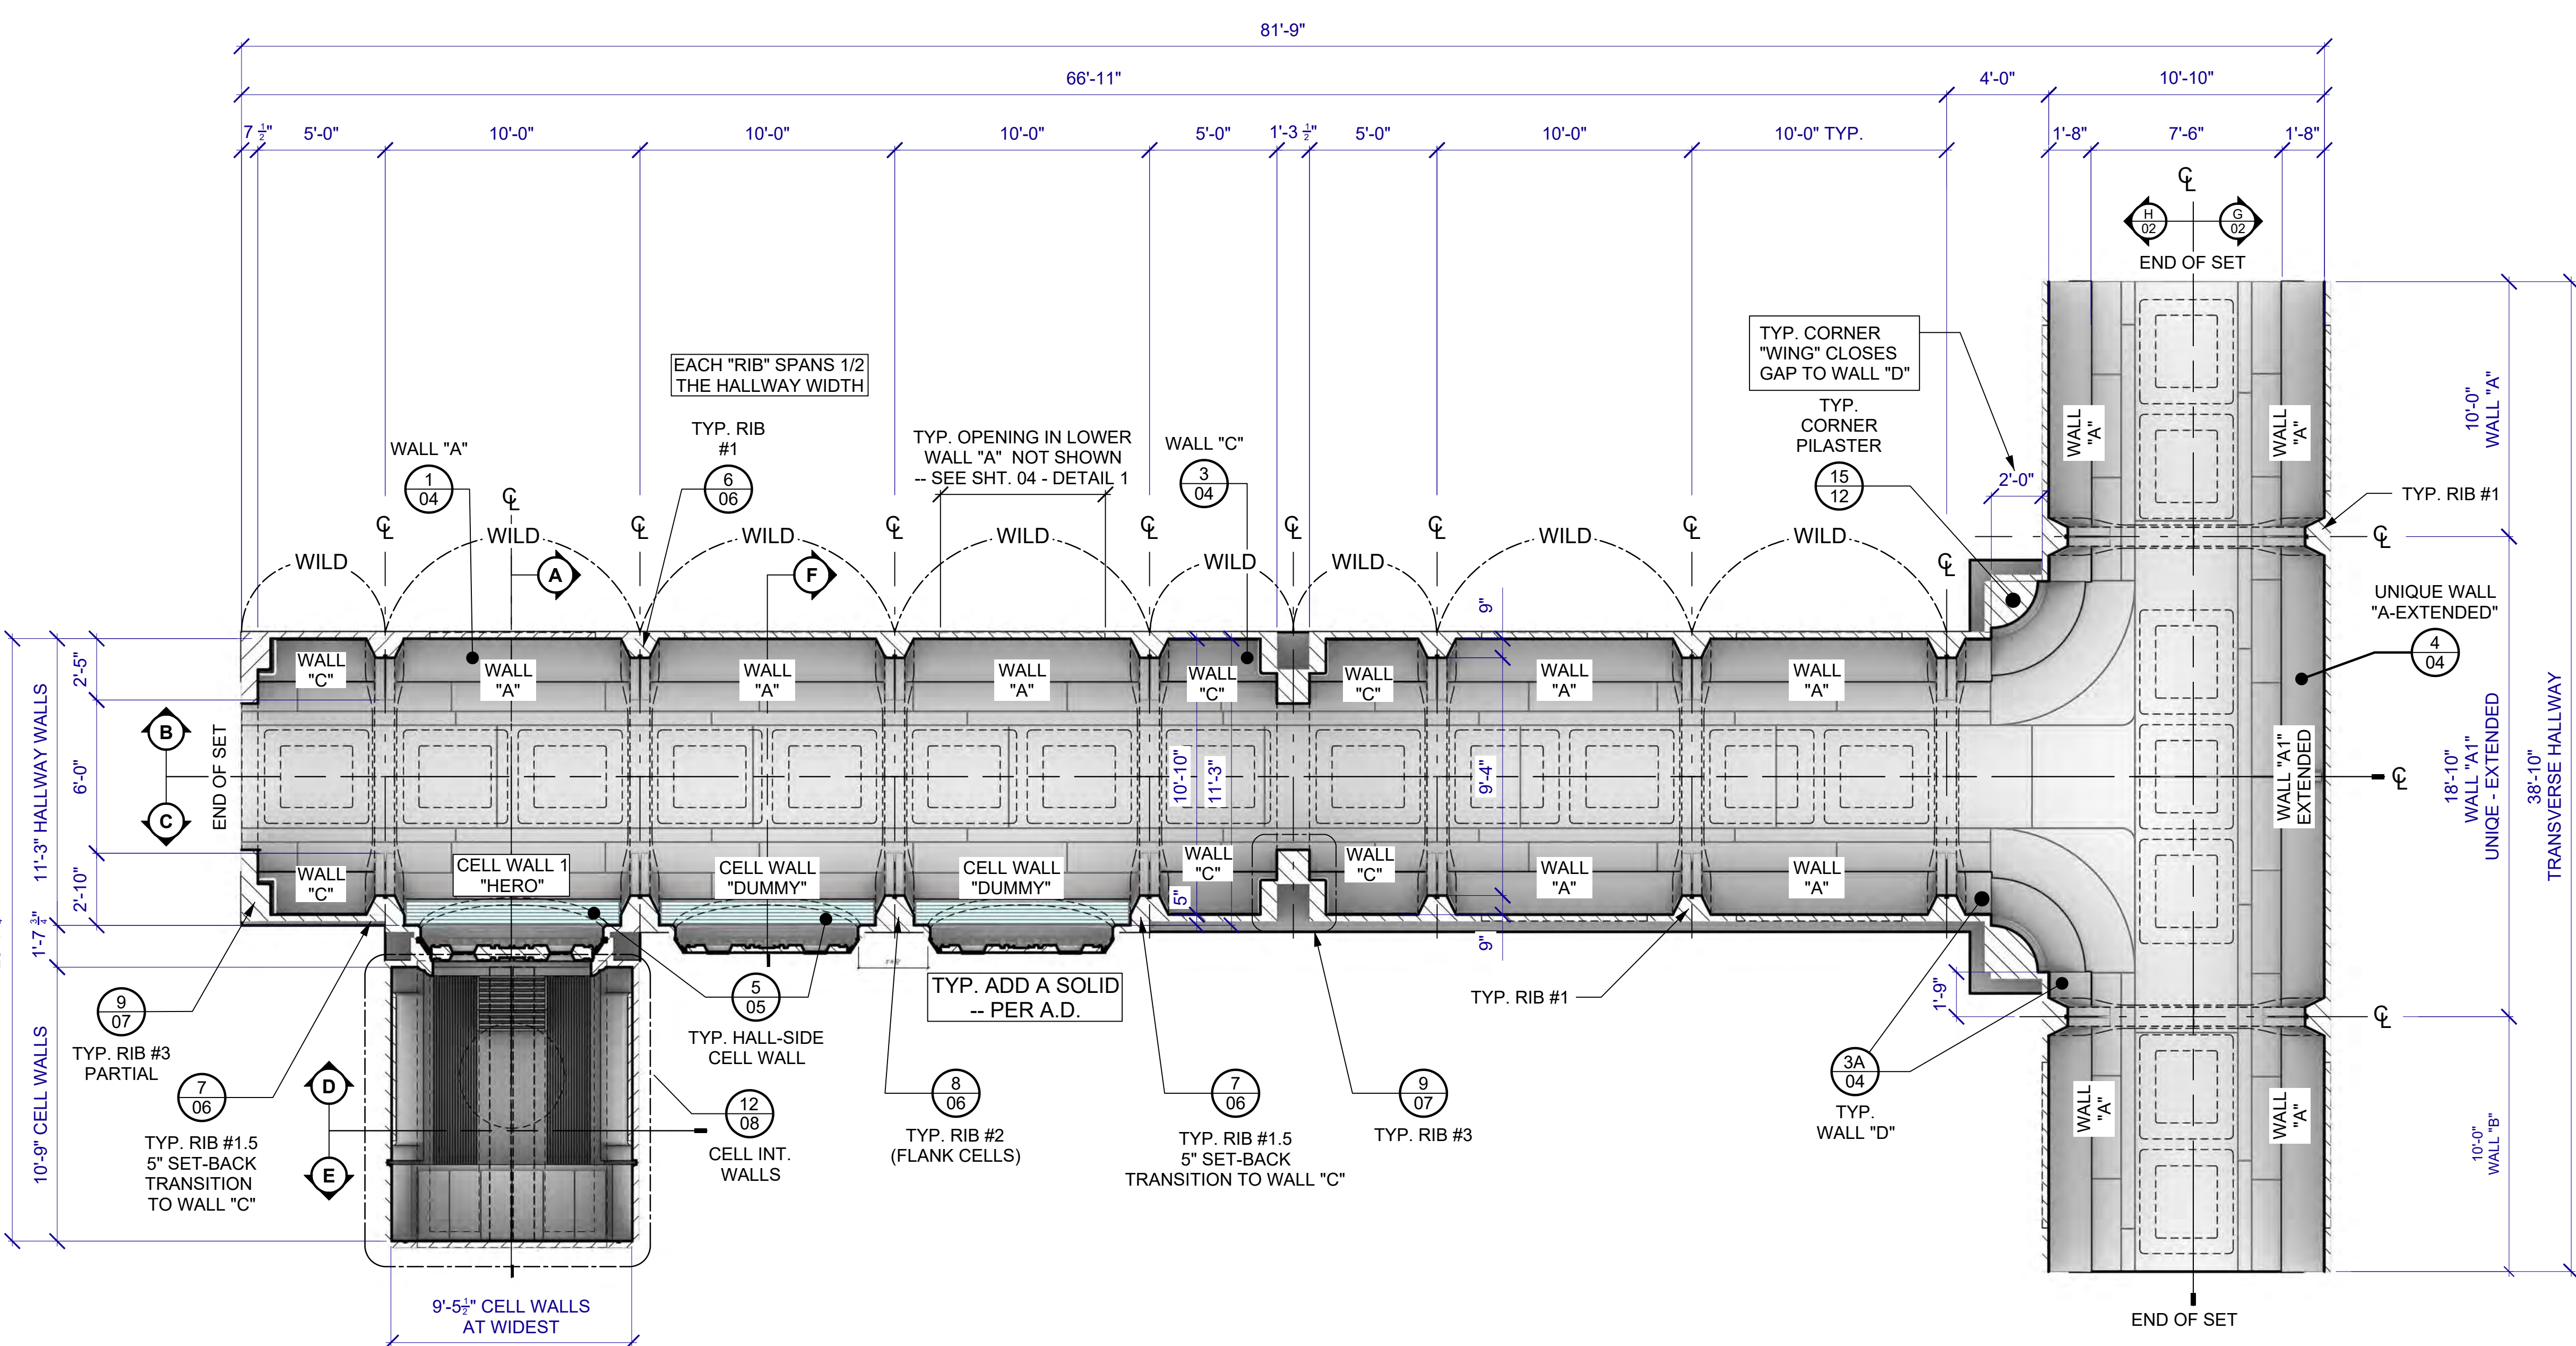 81'-9"
66'-11"
4'-0"
10'-10"
7 1/2"
5'-0"
10'-0"
10'-0"
10'-0"
5'-0"
1'-3 1/2"
5'-0"
10'-0"
10'-0" TYP.
1'-8"
7'-6"
1'-8"
CL
H
02
G
02
END OF SET
EACH "RIB" SPANS 1/2
THE HALLWAY WIDTH
TYP. CORNER
"WING" CLOSES
GAP TO WALL "D"
TYP.
CORNER
PILASTER
15
12
2'-0"
WALL "A"
1
04
TYP. RIB
#1
6
06
TYP. OPENING IN LOWER
WALL "A" NOT SHOWN
-- SEE SHT. 04 - DETAIL 1
WALL "C"
3
04
WALL
"A"
WALL
"A"
10'-0"
WALL "A"
TYP. RIB #1
CL
CL
CL
CL
CL
CL
CL
CL
CL
CL
WILD
WILD
WILD
WILD
WILD
WILD
WILD
WILD
A
F
UNIQUE WALL
"A-EXTENDED"
4
04
9"
WALL
"C"
WALL
"A"
WALL
"A"
WALL
"A"
WALL
"C"
WALL
"C"
WALL
"A"
WALL
"A"
2'-5"
6'-0"
2'-10"
11'-3" HALLWAY WALLS
1'-7 3/4"
10'-9" CELL WALLS
B
C
END OF SET
10'-10"
11'-3"
9'-4"
WALL "A1"
EXTENDED
CL
18'-10"
WALL "A1"
UNIQE - EXTENDED
38'-10"
TRANSVERSE HALLWAY
WALL
"C"
CELL WALL 1
"HERO"
CELL WALL
"DUMMY"
CELL WALL
"DUMMY"
WALL
"C"
WALL
"C"
WALL
"A"
WALL
"A"
5"
9"
9
07
TYP. RIB #3
PARTIAL
7
06
TYP. RIB #1.5
5" SET-BACK
TRANSITION
TO WALL "C"
D
E
5
05
TYP. HALL-SIDE
CELL WALL
12
08
CELL INT.
WALLS
TYP. ADD A SOLID
-- PER A.D.
8
06
TYP. RIB #2
(FLANK CELLS)
7
06
TYP. RIB #1.5
5" SET-BACK
TRANSITION TO WALL "C"
9
07
TYP. RIB #3
TYP. RIB #1
1'-9"
CL
3A
04
TYP.
WALL "D"
WALL
"A"
WALL
"A"
10'-0"
WALL "B"
9'-5 1/2" CELL WALLS
AT WIDEST
END OF SET